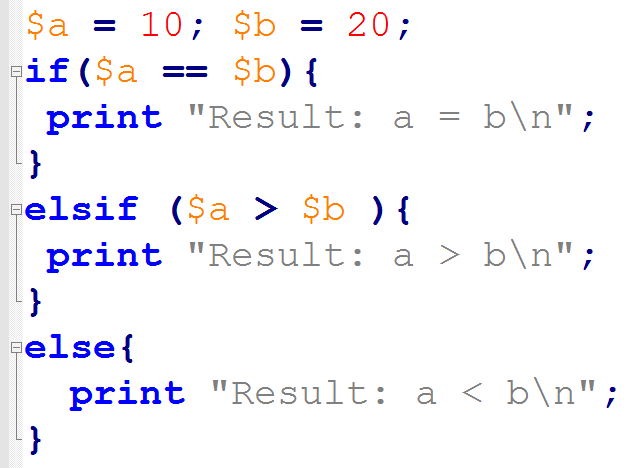 $a = 10; $b = 20;
if($a == $b){
print "Result: a = b\n";
}
elsif ($a > $b ){
print "Result: a > b\n";
}
else{
print "Result: a < b\n";
}